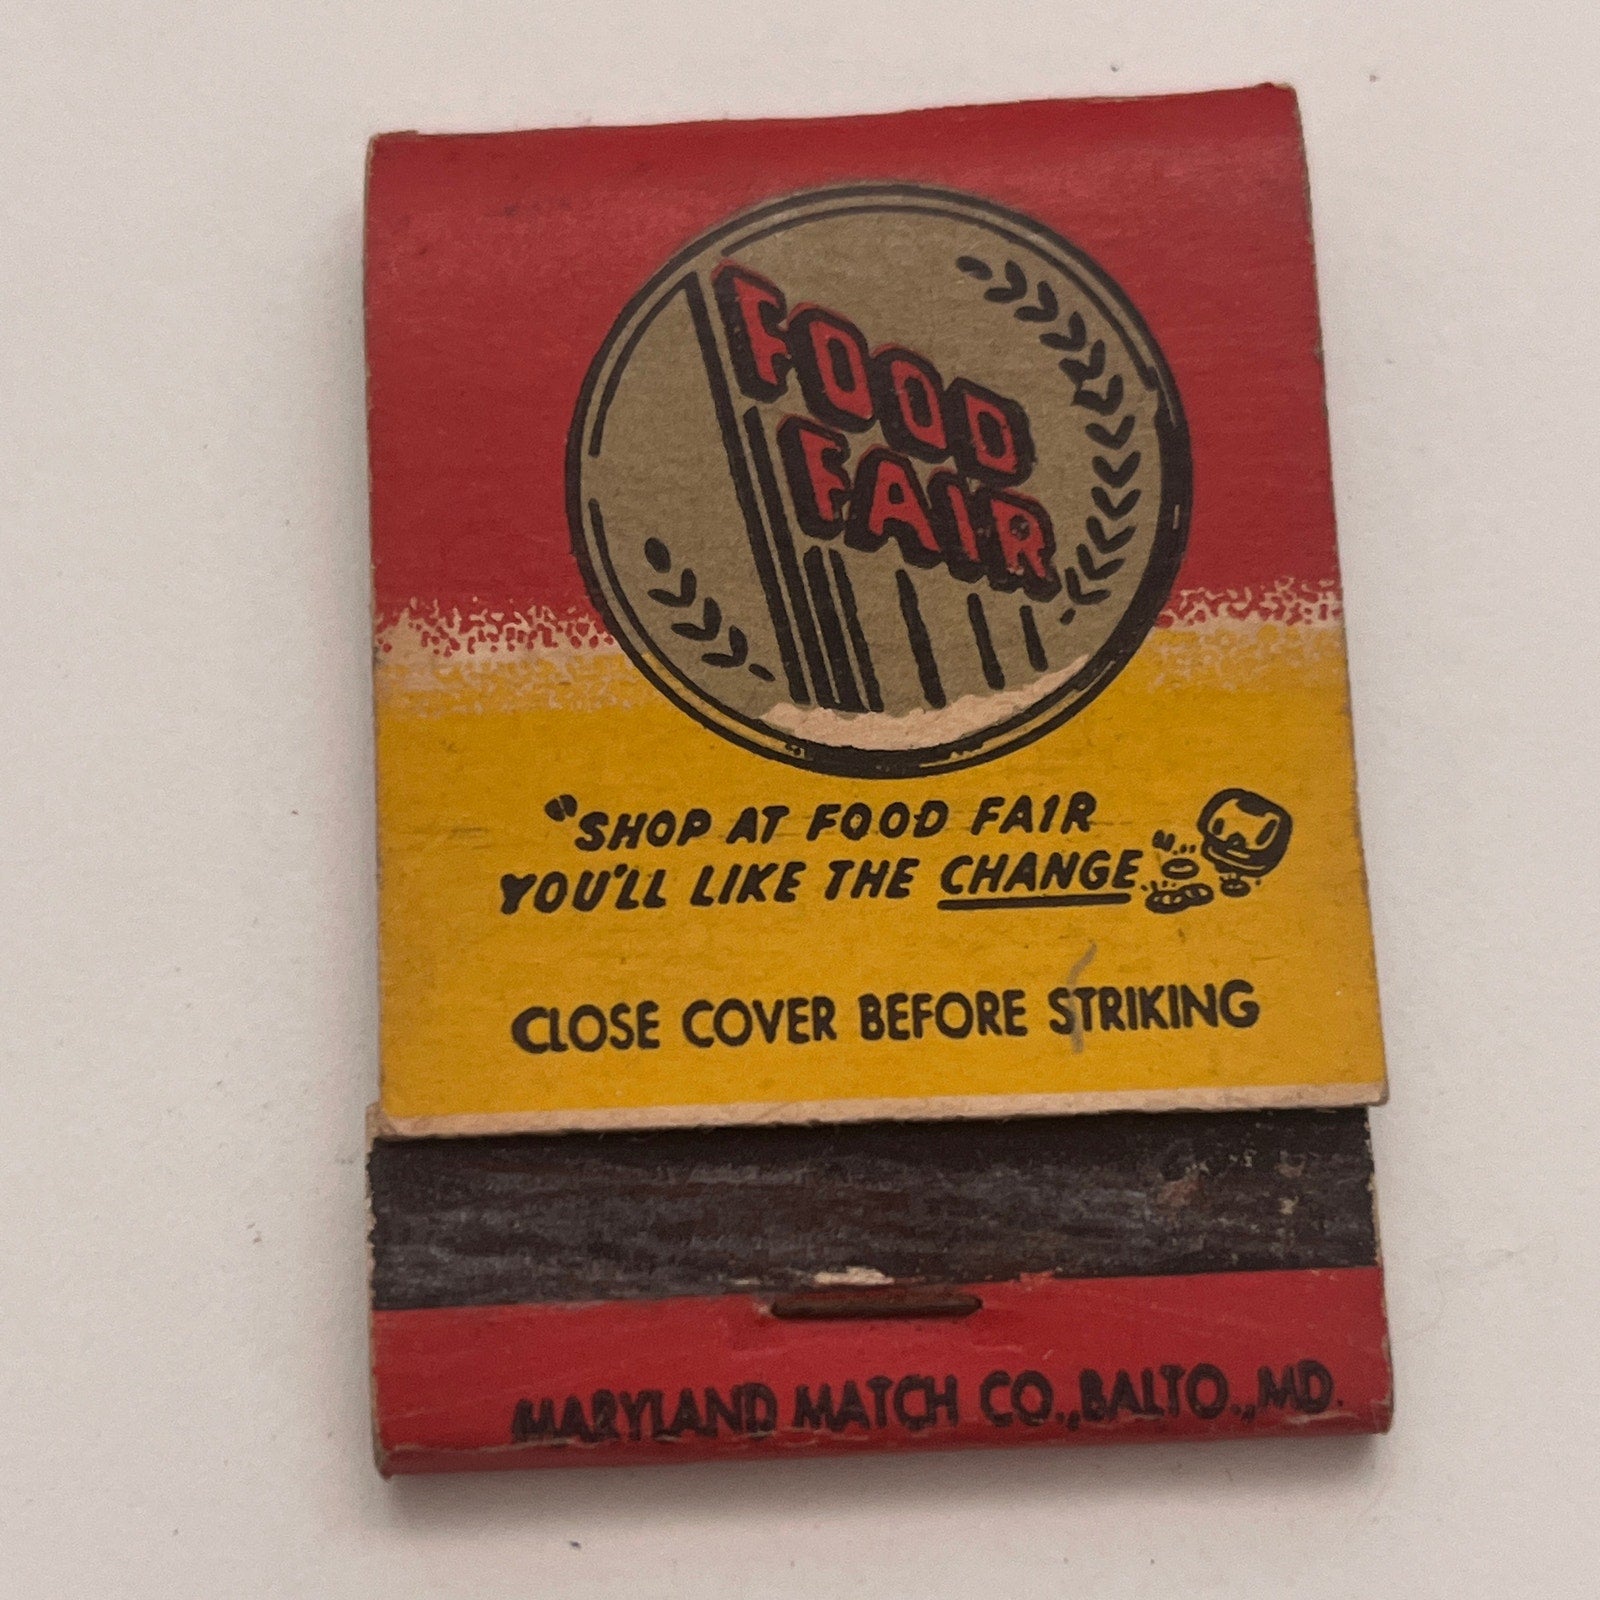 FOOD
FAIR
"SHOP AT FOOD FAIR
YOU'LL LIKE THE CHANGE"
CLOSE COVER BEFORE STRIKING
MARYLAND MATCH CO., BALTO., MD.